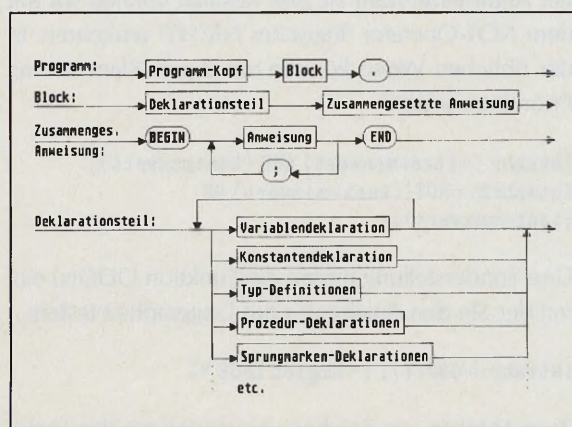 Programm: Programm-Kopf Block .
Block: Deklarationsteil Zusammengesetzte Anweisung
Zusammenges.
Anweisung: BEGIN Anweisung END
;
Deklarationsteil: Variablendeklaration
Konstantendeklaration
Typ-Definitionen
Prozedur-Deklarationen
Sprungmarken-Deklarationen
etc.